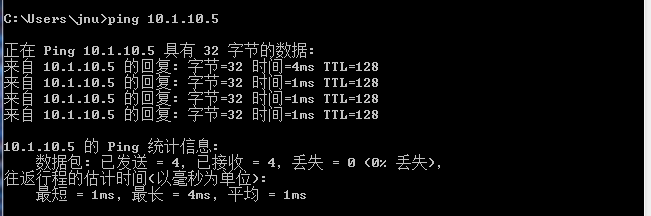 C:\Users\jnu>ping 10.1.10.5
正在 Ping 10.1.10.5 具有 32 字节的数据:
来自 10.1.10.5 的回复: 字节=32 时间=4ms TTL=128
来自 10.1.10.5 的回复: 字节=32 时间=1ms TTL=128
来自 10.1.10.5 的回复: 字节=32 时间=1ms TTL=128
来自 10.1.10.5 的回复: 字节=32 时间=1ms TTL=128
10.1.10.5 的 Ping 统计信息:
数据包: 已发送 = 4, 已接收 = 4, 丢失 = 0 (0% 丢失),
往返行程的估计时间(以毫秒为单位):
最短 = 1ms, 最长 = 4ms, 平均 = 1ms